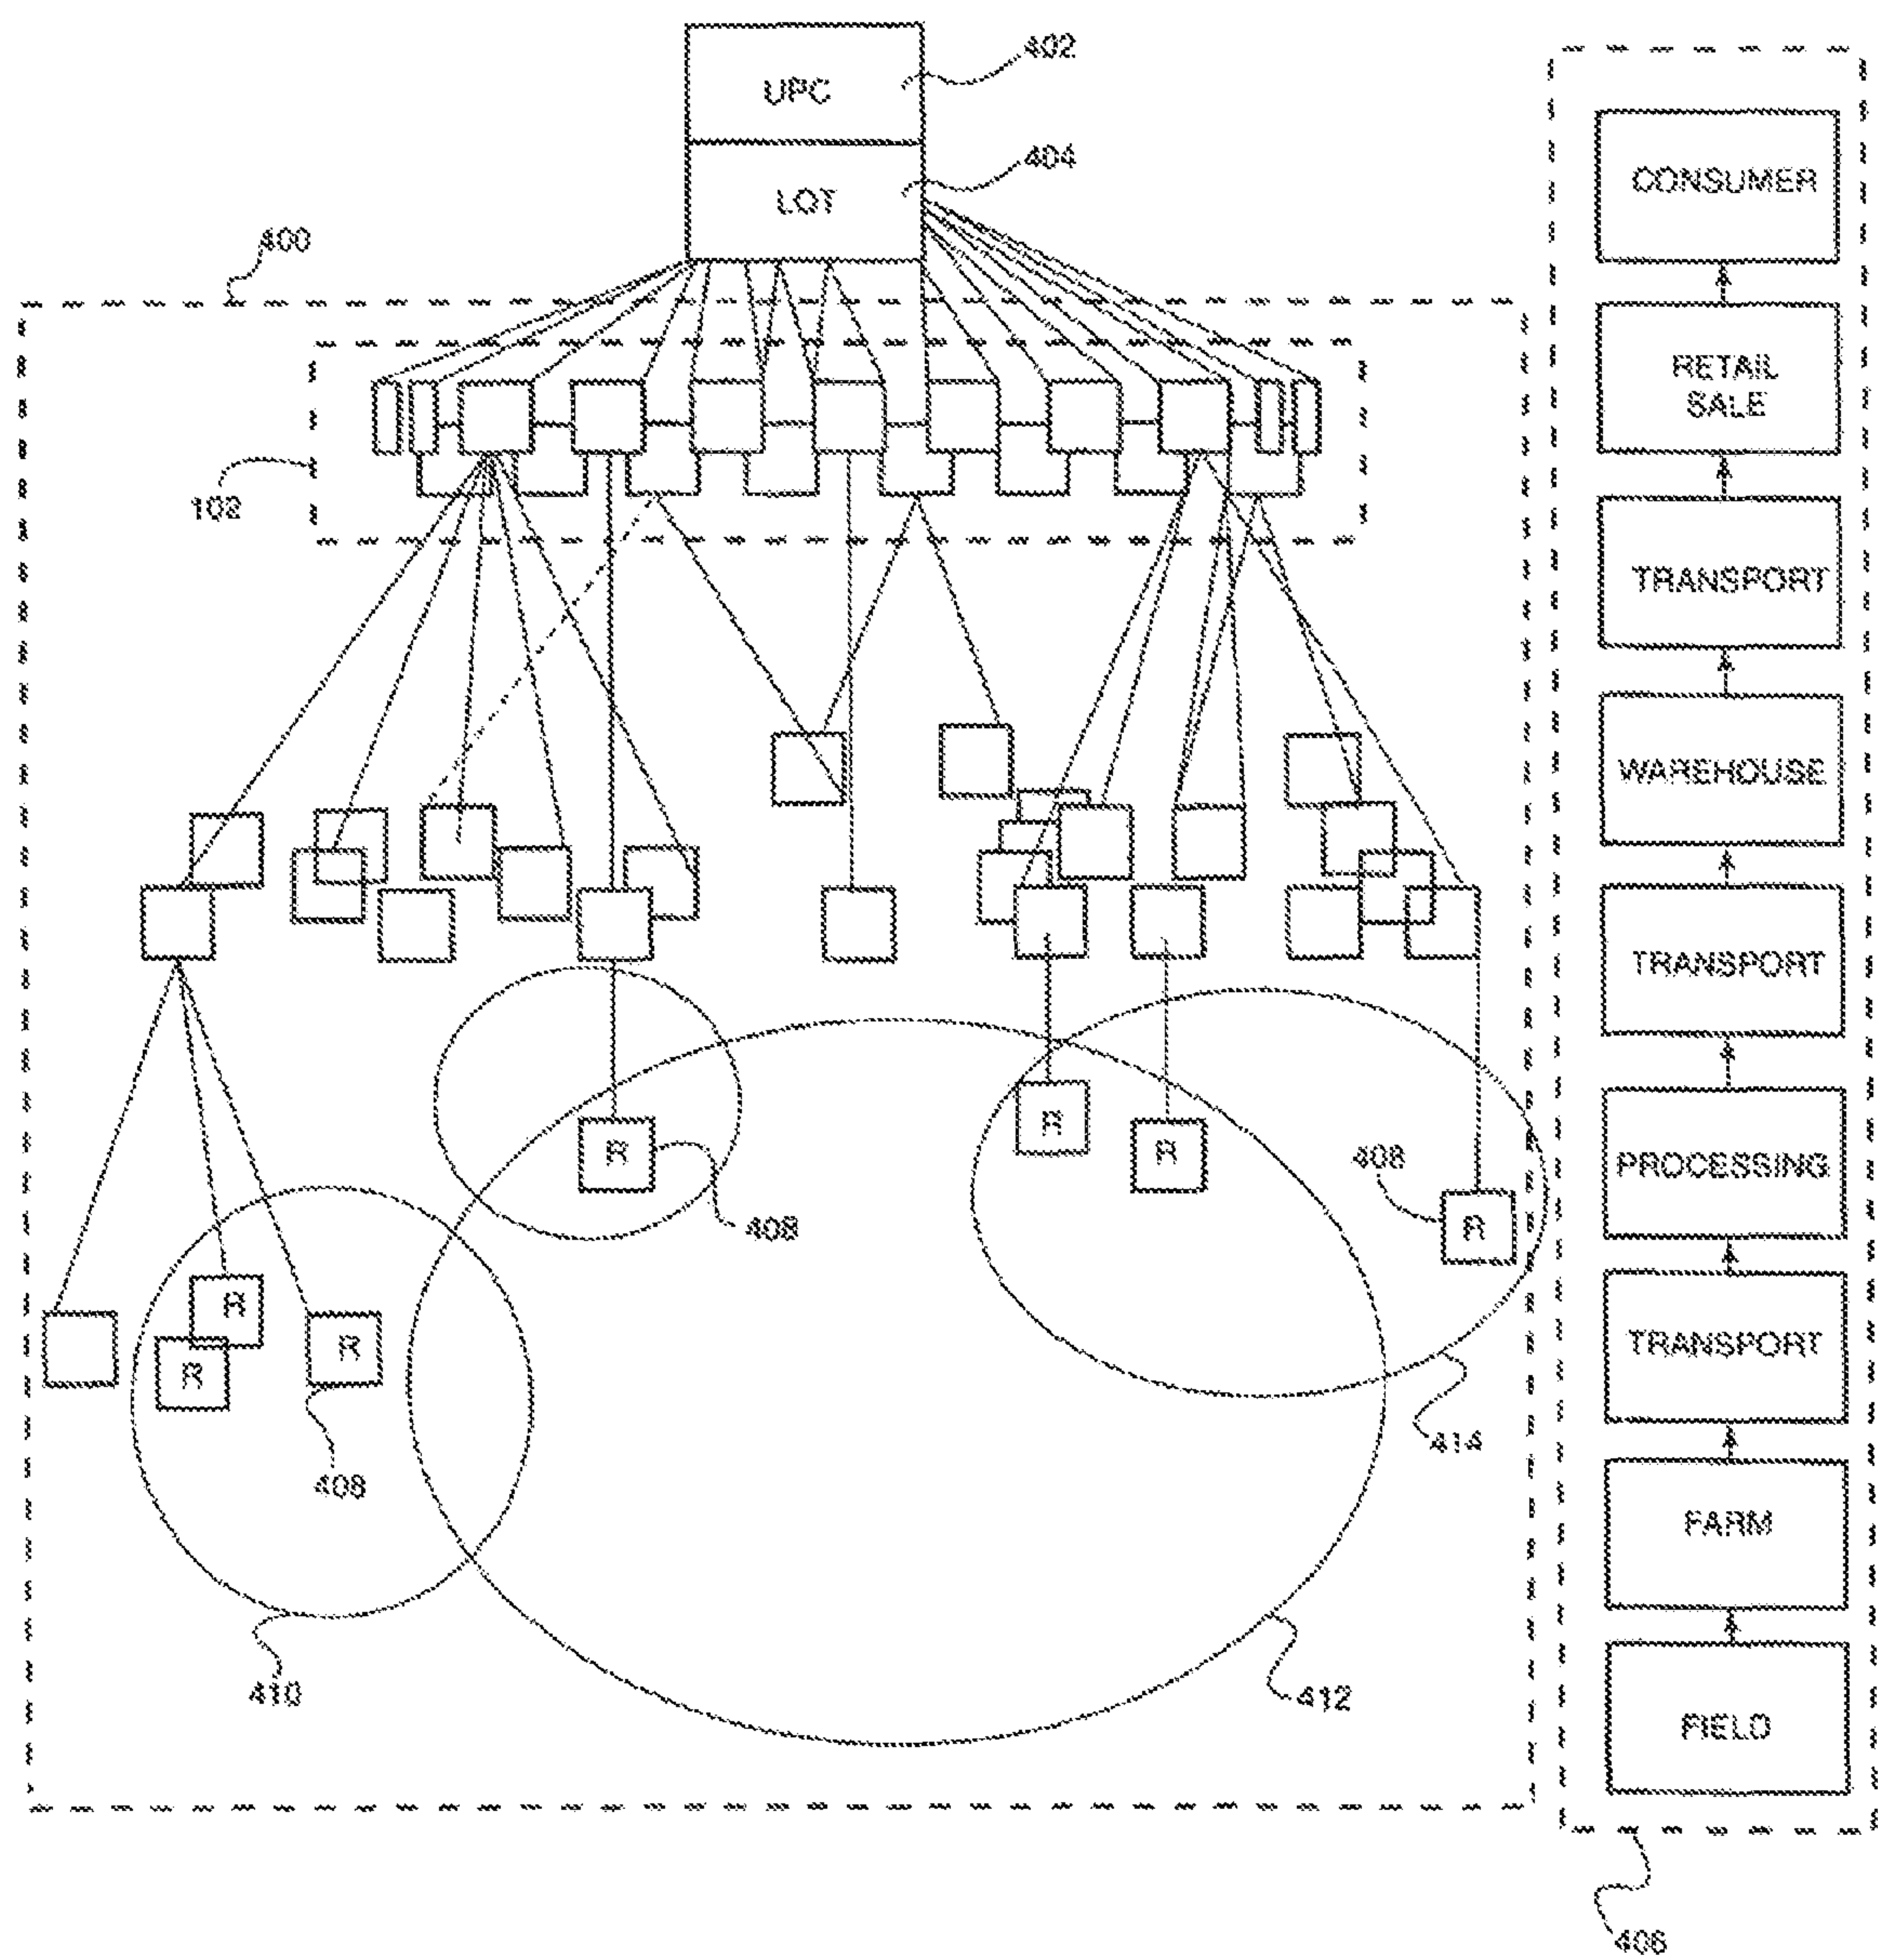 UPC
402
LOT
404
400
102
R
408
R
R
408
R
R
R
R
408
414
410
412
CONSUMER
RETAIL
SALE
TRANSPORT
WAREHOUSE
TRANSPORT
PROCESSING
TRANSPORT
FARM
FIELD
406